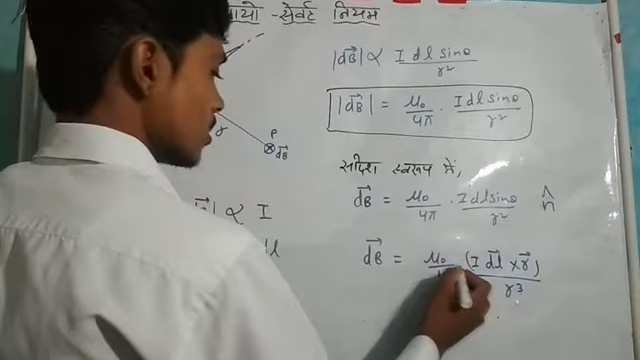 सेवर्ट नियम
|dB⃗| ∝ I dl sinθ / r²
|dB⃗| = μ₀/4π · I dl sinθ / r²
r
P
dB⃗
सदिश स्वरूप में,
dB⃗ = μ₀/4π · I dl sinθ / r² n̂
∝ I
dB⃗ = μ₀ (I dl⃗ × r⃗) / r³